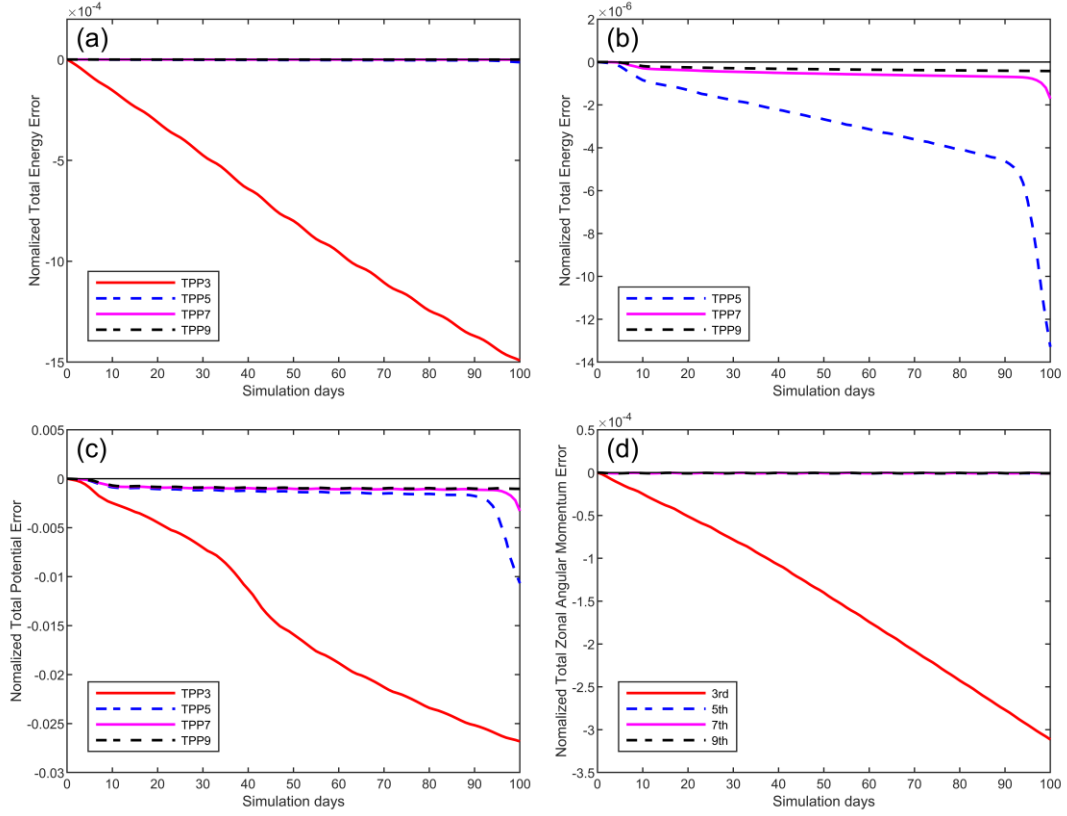 (a)
×10⁻⁴
0
-5
-10
-15
Nomalized Total Energy Error
TPP3
TPP5
TPP7
TPP9
0 10 20 30 40 50 60 70 80 90 100
Simulation days
(b)
×10⁻⁶
2
0
-2
-4
-6
-8
-10
-12
-14
Nomalized Total Energy Error
TPP5
TPP7
TPP9
0 10 20 30 40 50 60 70 80 90 100
Simulation days
(c)
0.005
0
-0.005
-0.01
-0.015
-0.02
-0.025
-0.03
Nomalized Total Potential Error
TPP3
TPP5
TPP7
TPP9
0 10 20 30 40 50 60 70 80 90 100
Simulation days
(d)
×10⁻⁴
0.5
0
-0.5
-1
-1.5
-2
-2.5
-3
-3.5
Nomalized Total Zonal Angular Momentum Error
3rd
5th
7th
9th
0 10 20 30 40 50 60 70 80 90 100
Simulation days